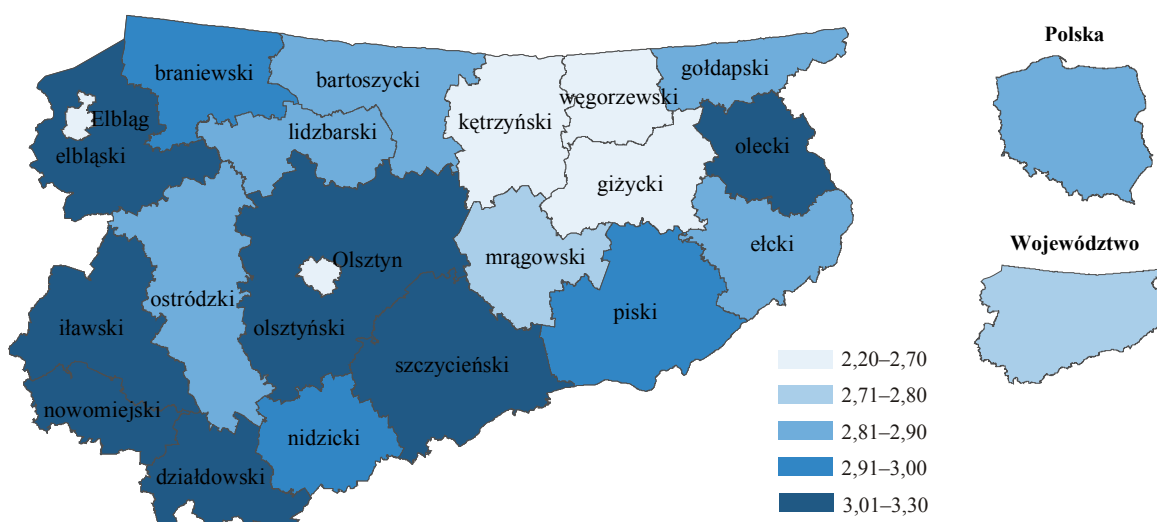 Polska
braniewski
bartoszycki
gołdapski
węgorzewski
Elbląg
kętrzyński
lidzbarski
olecki
elbląski
giżycki
ełcki
Województwo
mrągowski
Olsztyn
ostródzki
piski
iławski
olsztyński
szczycieński
nowomiejski
nidzicki
działdowski
2,20–2,70
2,71–2,80
2,81–2,90
2,91–3,00
3,01–3,30